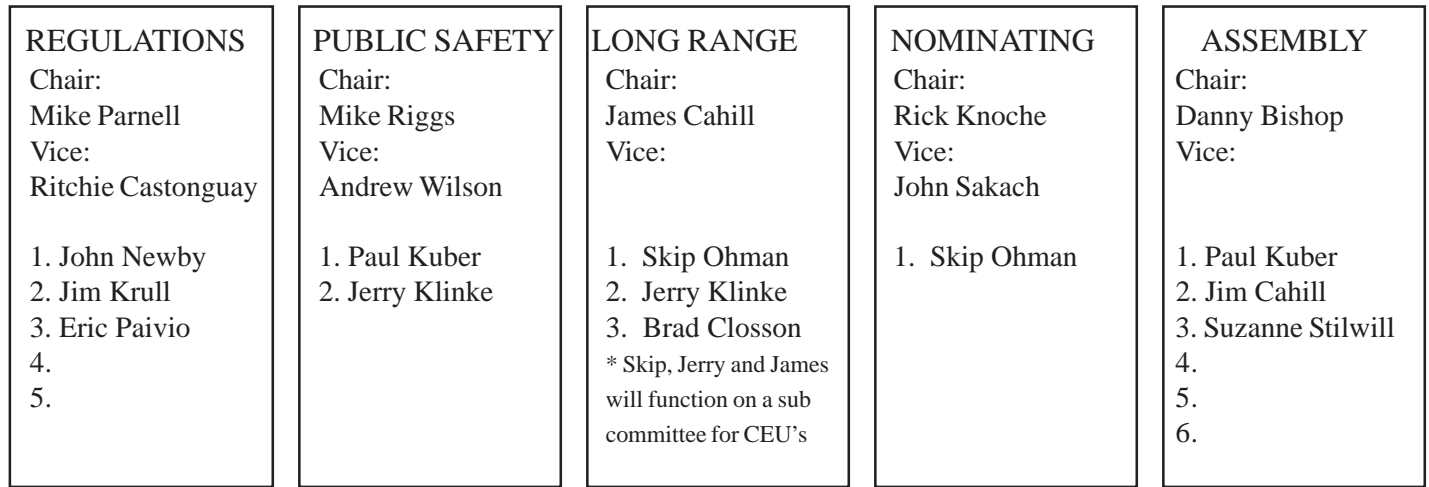 REGULATIONS
Chair:
Mike Parnell
Vice:
Ritchie Castonguay
1. John Newby
2. Jim Krull
3. Eric Paivio
4.
5.
PUBLIC SAFETY
Chair:
Mike Riggs
Vice:
Andrew Wilson
1. Paul Kuber
2. Jerry Klinke
LONG RANGE
Chair:
James Cahill
Vice:
1. Skip Ohman
2. Jerry Klinke
3. Brad Closson
* Skip, Jerry and James
will function on a sub
committee for CEU's
NOMINATING
Chair:
Rick Knoche
Vice:
John Sakach
1. Skip Ohman
ASSEMBLY
Chair:
Danny Bishop
Vice:
1. Paul Kuber
2. Jim Cahill
3. Suzanne Stilwill
4.
5.
6.